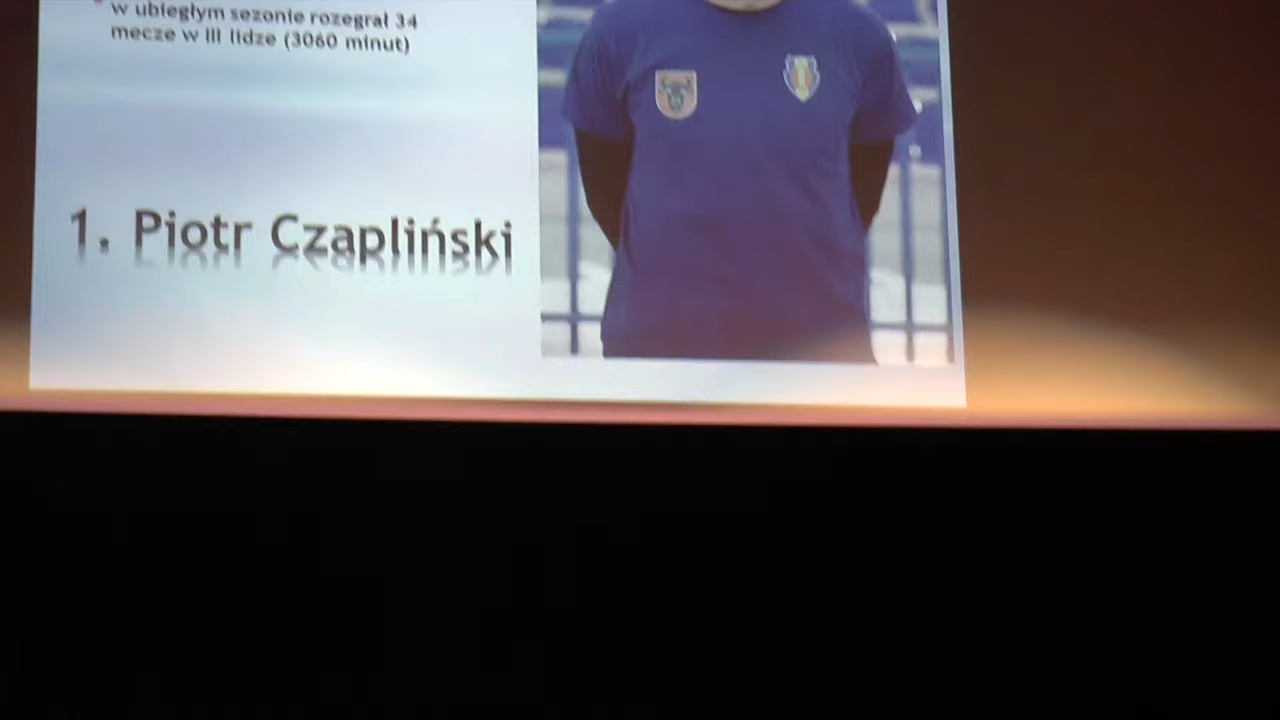 w ubiegłym sezonie rozegrał 34
mecze w III lidze (3060 minut)
1. Piotr Czapliński